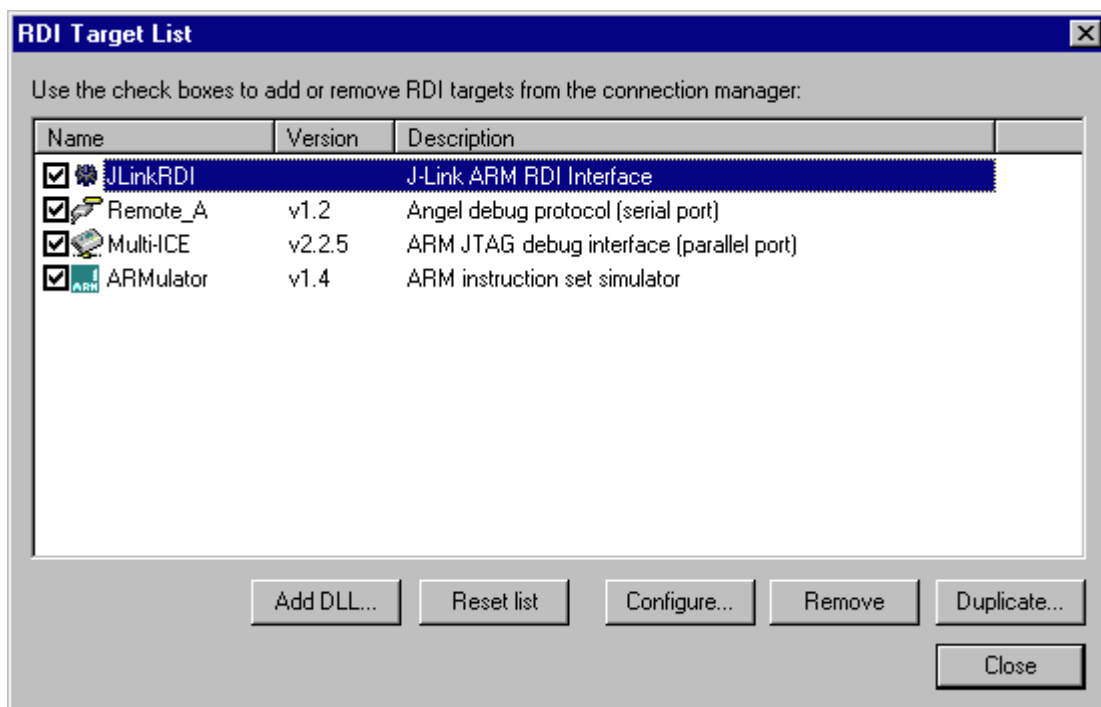 RDI Target List
Use the check boxes to add or remove RDI targets from the connection manager:
Name Version Description
JLinkRDI J-Link ARM RDI Interface
Remote_A v1.2 Angel debug protocol (serial port)
Multi-ICE v2.2.5 ARM JTAG debug interface (parallel port)
ARM ARMulator v1.4 ARM instruction set simulator
Add DLL... Reset list Configure... Remove Duplicate...
Close